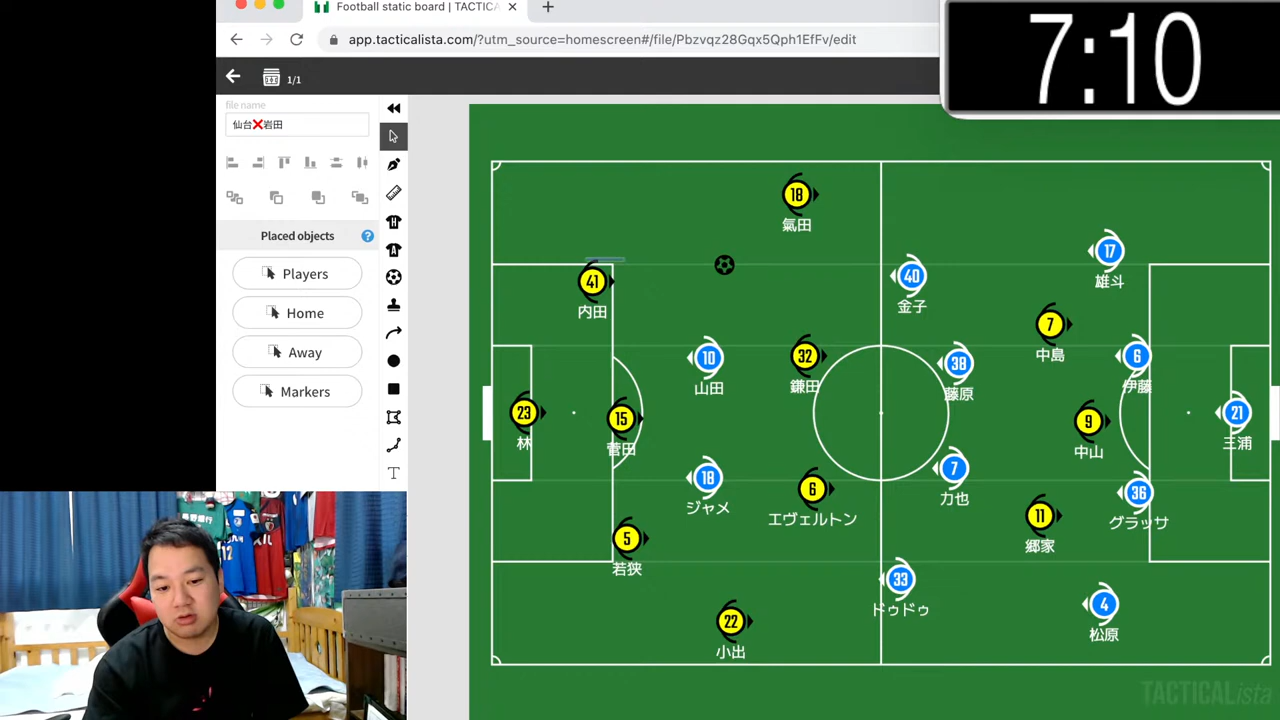 Football static board | TACTICA
7:10
app.tacticalista.com/?utm_source=homescreen#/file/Pbzvqz28Gqx5Qph1EfFv/edit
1/1
file name
仙台❌岩田
Placed objects ?
Players
Home
Away
Markers
H
A
T
18
氣田
41
内田
40
金子
17
雄斗
7
中島
10
山田
32
鎌田
38
藤原
6
伊藤
23
林
15
菅田
9
中山
21
三浦
18
ジャメ
6
エヴェルトン
7
力也
36
グラッサ
11
郷家
5
若狭
33
ドゥドゥ
4
松原
22
小出
12
TACTICALista